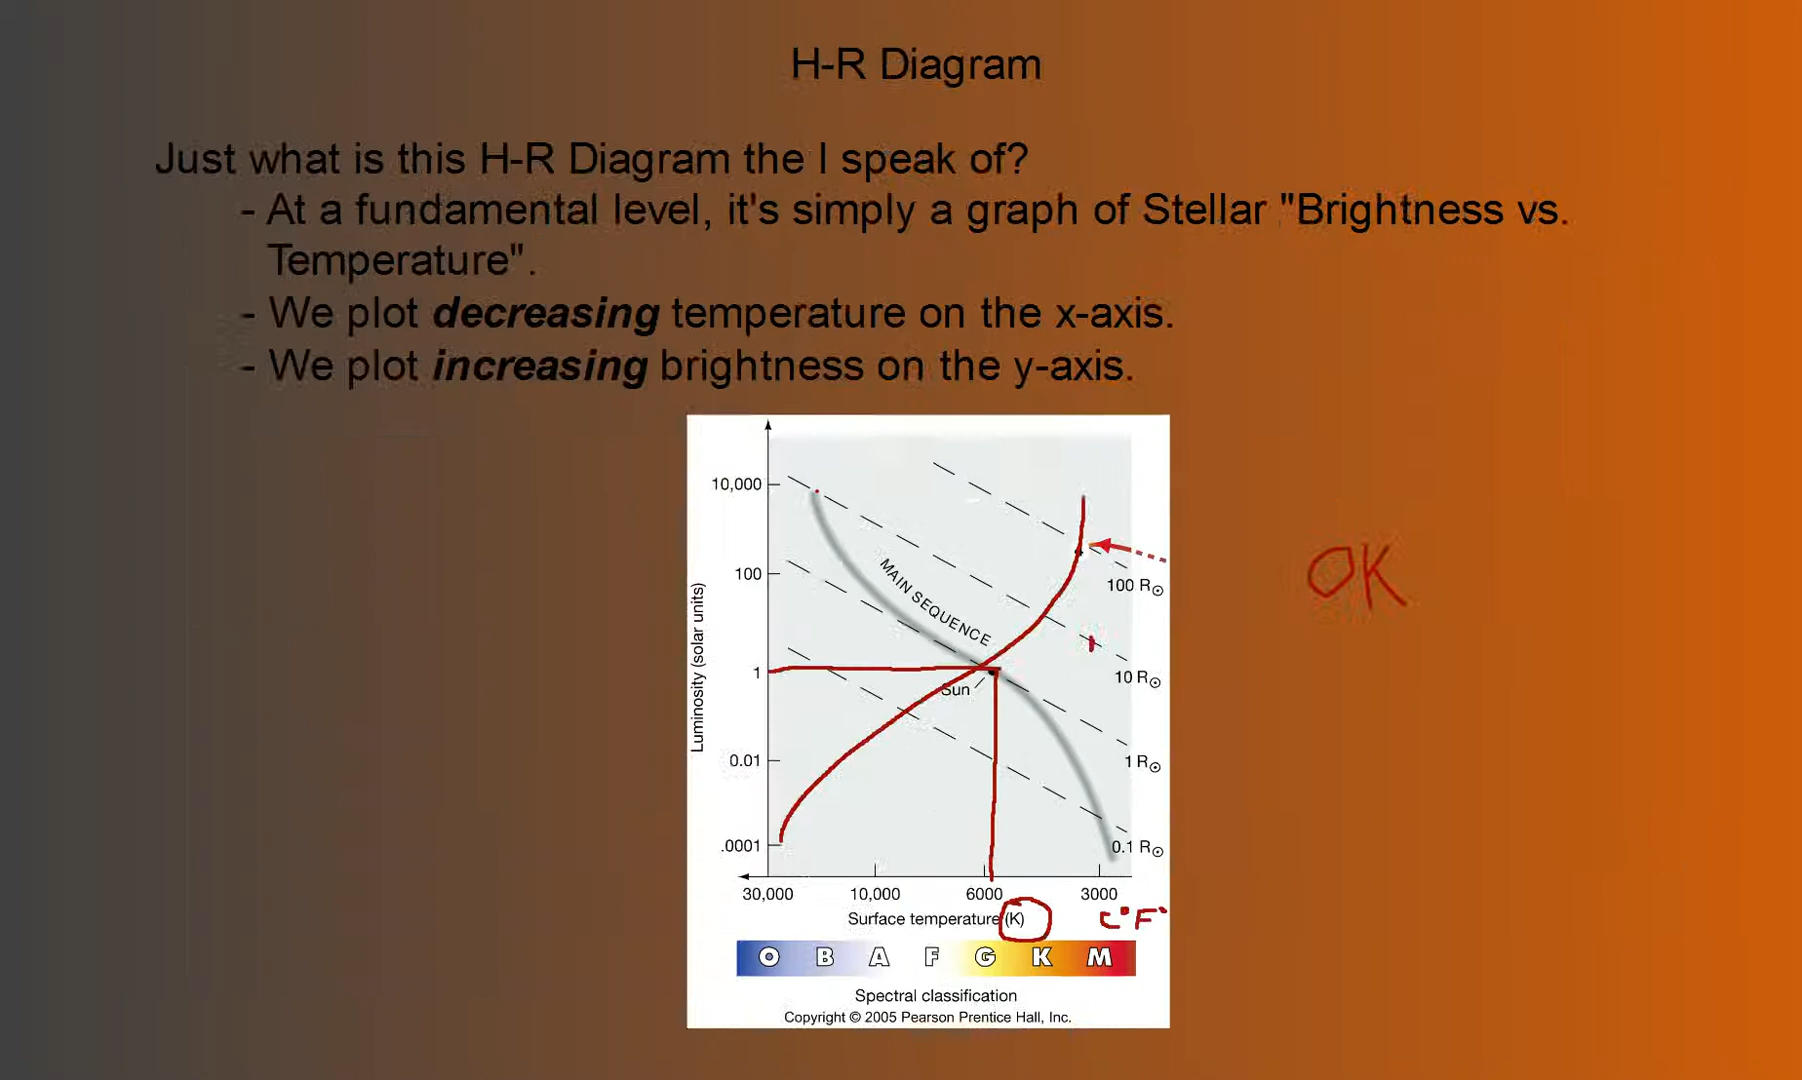 H-R Diagram
Just what is this H-R Diagram the I speak of?
- At a fundamental level, it's simply a graph of Stellar "Brightness vs.
Temperature".
- We plot decreasing temperature on the x-axis.
- We plot increasing brightness on the y-axis.
10,000
100
1
0.01
.0001
Luminosity (solar units)
MAIN SEQUENCE
Sun
100 R☉
10 R☉
1 R☉
0.1 R☉
OK
30,000 10,000 6000 3000
Surface temperature (K)
C° F°
O B A F G K M
Spectral classification
Copyright © 2005 Pearson Prentice Hall, Inc.